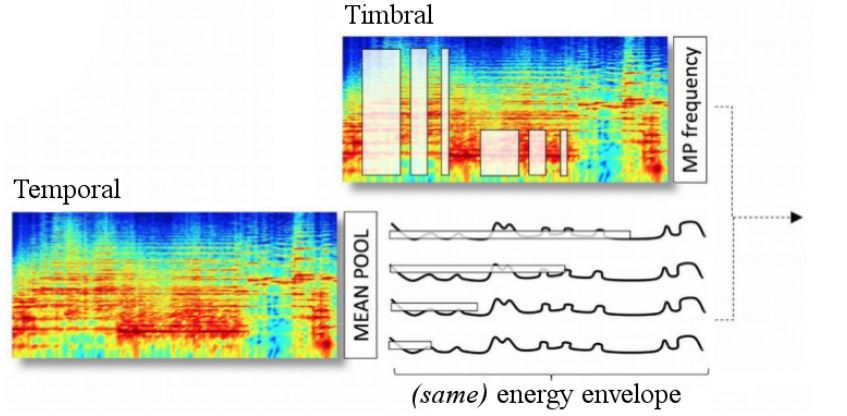 Timbral
MP frequency
Temporal
MEAN POOL
(same) energy envelope